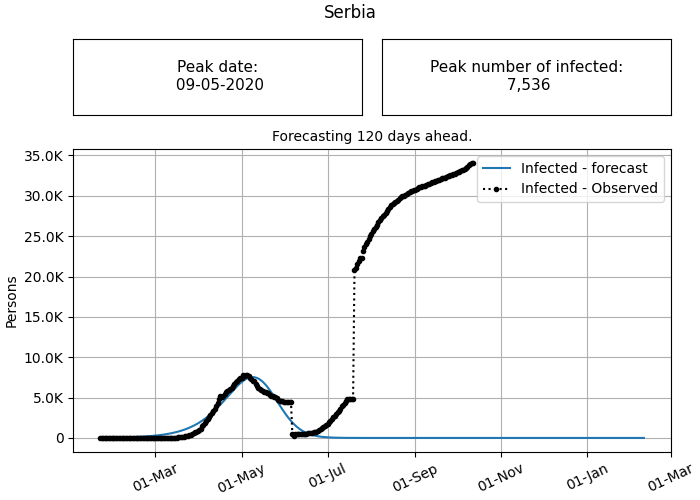 Serbia
Peak date:
09-05-2020
Peak number of infected:
7,536
Forecasting 120 days ahead.
35.0K
30.0K
25.0K
20.0K
15.0K
10.0K
5.0K
0
Persons
Infected - forecast
Infected - Observed
01-Mar
01-May
01-Jul
01-Sep
01-Nov
01-Jan
01-Mar